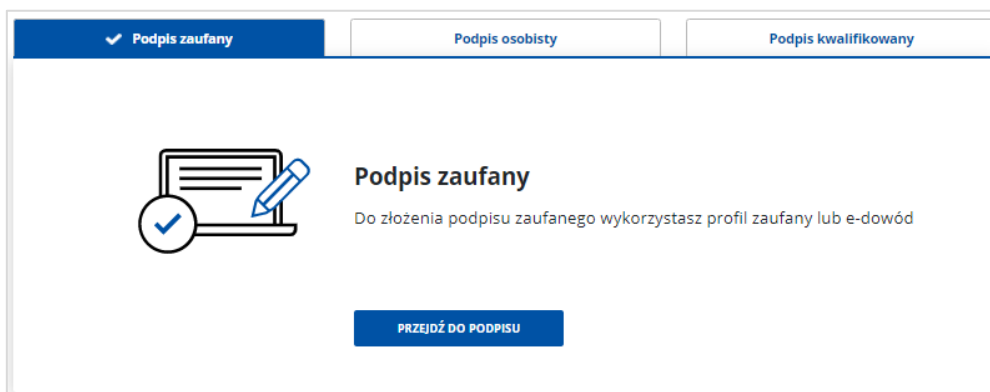 Podpis zaufany
Podpis osobisty
Podpis kwalifikowany
Podpis zaufany
Do złożenia podpisu zaufanego wykorzystasz profil zaufany lub e-dowód
PRZEJDŹ DO PODPISU